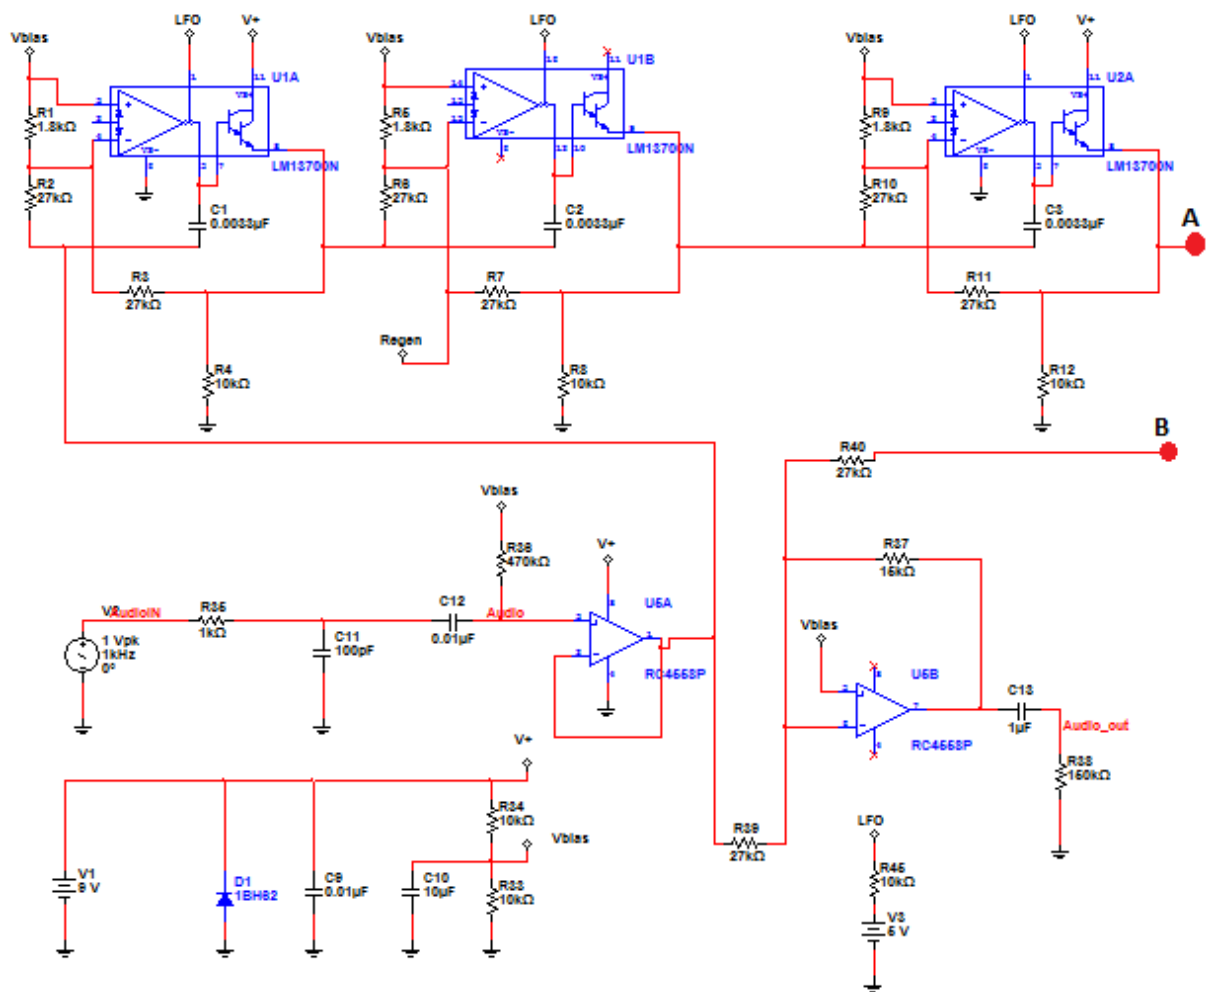 LFO
V+
Vbias
U1A
LM13700N
R1
1.8kΩ
R2
27kΩ
C1
0.0033µF
R3
27kΩ
R4
10kΩ
LFO
Vbias
U1B
LM13700N
R5
1.8kΩ
R6
27kΩ
C2
0.0033µF
R7
27kΩ
Regen
R8
10kΩ
LFO
V+
Vbias
U2A
LM13700N
R9
1.8kΩ
R10
27kΩ
C3
0.0033µF
R11
27kΩ
R12
10kΩ
A
B
R40
27kΩ
Vbias
R36
470kΩ
V+
U5A
RC4558P
V2
AudioIN
1 Vpk
1kHz
0°
R35
1kΩ
C11
100pF
C12
0.01µF
Audio
R37
15kΩ
Vbias
U5B
RC4558P
C13
1µF
Audio_out
R38
150kΩ
R39
27kΩ
V+
R34
10kΩ
Vbias
V1
9 V
D1
1BH62
C9
0.01µF
C10
10µF
R33
10kΩ
LFO
R45
10kΩ
V3
5 V